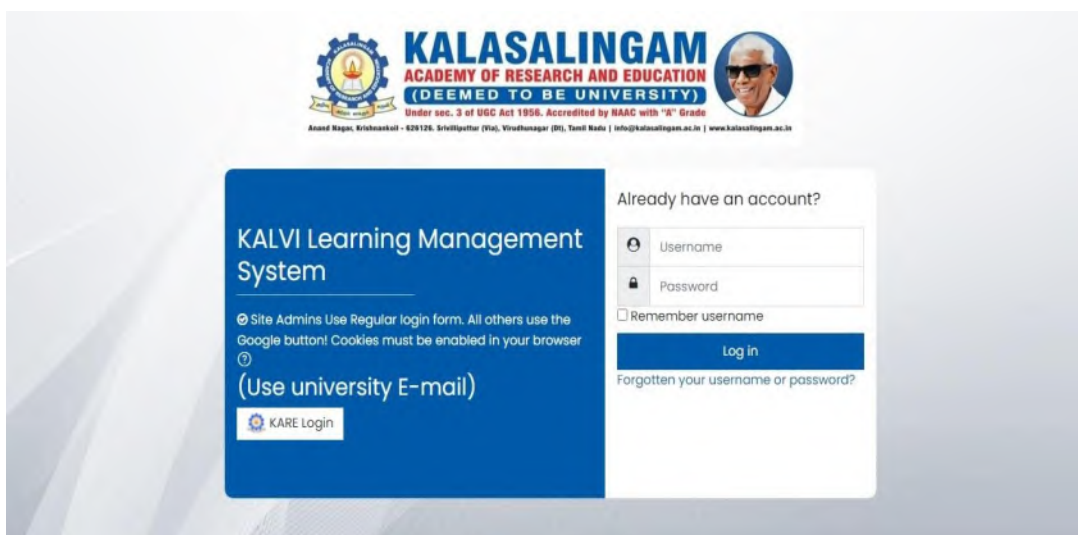 KALASALINGAM
ACADEMY OF RESEARCH AND EDUCATION
(DEEMED TO BE UNIVERSITY)
Under sec. 3 of UGC Act 1956. Accredited by NAAC with "A" Grade
Anand Nagar, Krishnankoil - 626126. Srivilliputtur (Via), Virudhunagar (Dt), Tamil Nadu | info@kalasalingam.ac.in | www.kalasalingam.ac.in
KALVI Learning Management
System
Site Admins Use Regular login form. All others use the
Google button! Cookies must be enabled in your browser
(Use university E-mail)
KARE Login
Already have an account?
Username
Password
Remember username
Log in
Forgotten your username or password?